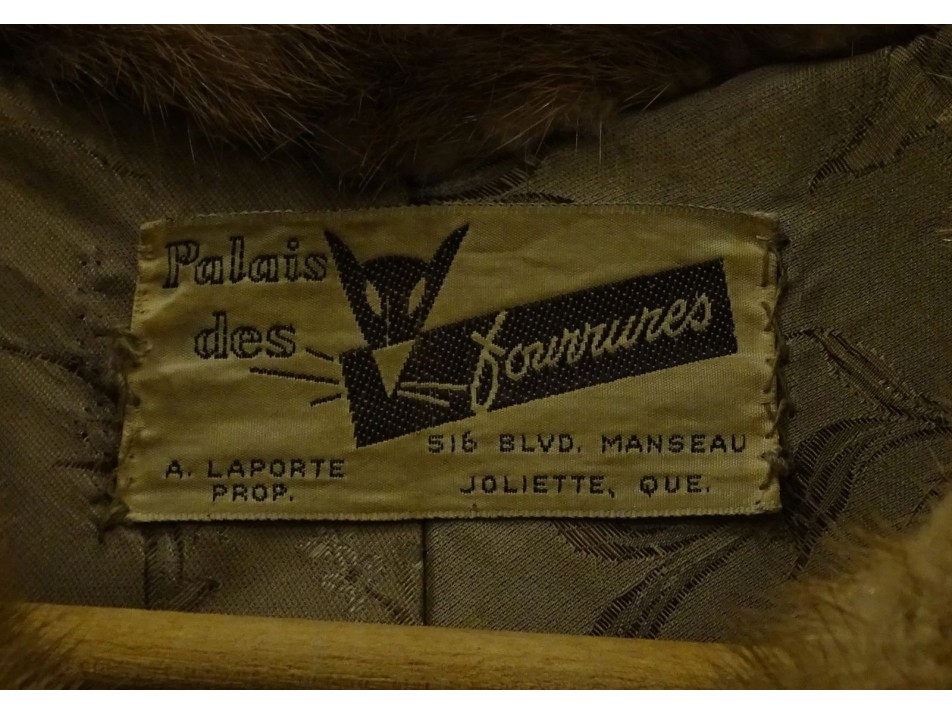 Palais
des
fourrures
516 BLVD. MANSEAU
JOLIETTE, QUE.
A. LAPORTE
PROP.